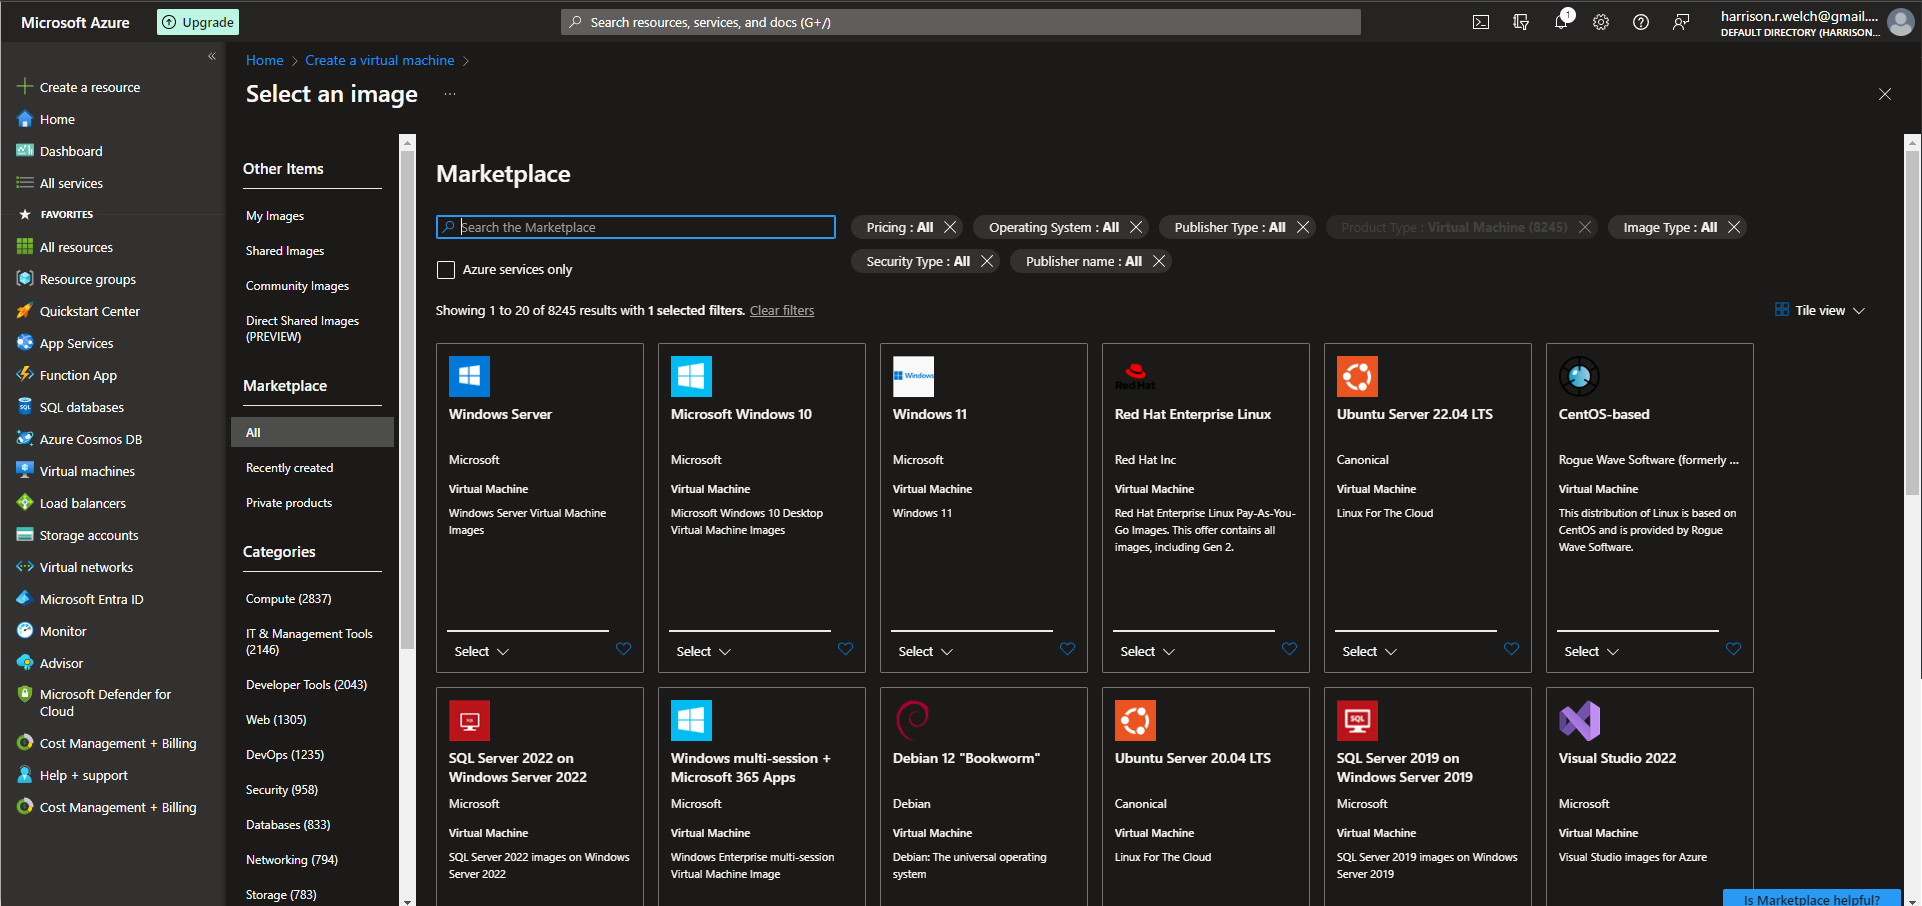 Microsoft Azure
Upgrade
Search resources, services, and docs (G+/)
1
harrison.r.welch@gmail....
DEFAULT DIRECTORY (HARRISON...
Create a resource
Home
Dashboard
All services
FAVORITES
All resources
Resource groups
Quickstart Center
App Services
Function App
SQL databases
Azure Cosmos DB
Virtual machines
Load balancers
Storage accounts
Virtual networks
Microsoft Entra ID
Monitor
Advisor
Microsoft Defender for
Cloud
Cost Management + Billing
Help + support
Cost Management + Billing
Home > Create a virtual machine >
Select an image ...
Other Items
My Images
Shared Images
Community Images
Direct Shared Images
(PREVIEW)
Marketplace
All
Recently created
Private products
Categories
Compute (2837)
IT & Management Tools
(2146)
Developer Tools (2043)
Web (1305)
DevOps (1235)
Security (958)
Databases (833)
Networking (794)
Storage (783)
Marketplace
Search the Marketplace
Pricing : All
Operating System : All
Publisher Type : All
Product Type : Virtual Machine (8245)
Image Type : All
Security Type : All
Publisher name : All
Azure services only
Showing 1 to 20 of 8245 results with 1 selected filters. Clear filters
Tile view
Windows Server
Microsoft
Virtual Machine
Windows Server Virtual Machine
Images
Select
Microsoft Windows 10
Microsoft
Virtual Machine
Microsoft Windows 10 Desktop
Virtual Machine Images
Select
Windows
Windows 11
Microsoft
Virtual Machine
Windows 11
Select
Red Hat
Red Hat Enterprise Linux
Red Hat Inc
Virtual Machine
Red Hat Enterprise Linux Pay-As-You-
Go Images. This offer contains all
images, including Gen 2.
Select
Ubuntu Server 22.04 LTS
Canonical
Virtual Machine
Linux For The Cloud
Select
CentOS-based
Rogue Wave Software (formerly ...
Virtual Machine
This distribution of Linux is based on
CentOS and is provided by Rogue
Wave Software.
Select
SQL
SQL Server 2022 on
Windows Server 2022
Microsoft
Virtual Machine
SQL Server 2022 images on Windows
Server 2022
Windows multi-session +
Microsoft 365 Apps
Microsoft
Virtual Machine
Windows Enterprise multi-session
Virtual Machine Image
Debian 12 "Bookworm"
Debian
Virtual Machine
Debian: The universal operating
system
Ubuntu Server 20.04 LTS
Canonical
Virtual Machine
Linux For The Cloud
SQL
SQL Server 2019 on
Windows Server 2019
Microsoft
Virtual Machine
SQL Server 2019 images on Windows
Server 2019
Visual Studio 2022
Microsoft
Virtual Machine
Visual Studio images for Azure
Is Marketplace helpful?